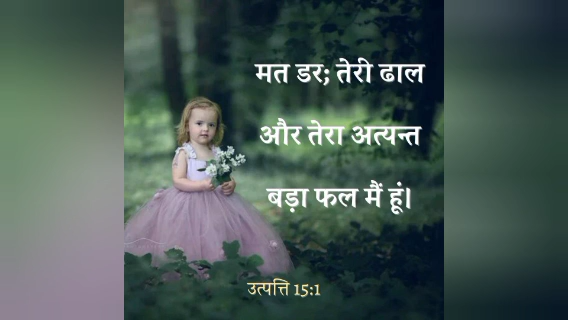 मत डर; तेरी ढाल
और तेरा अत्यन्त
बड़ा फल मैं हूं।
उत्पत्ति 15:1